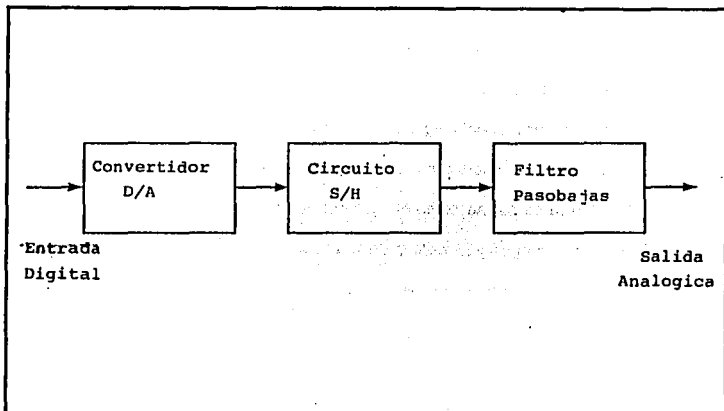 Convertidor
D/A
Circuito
S/H
Filtro
Pasobajas
Entrada
Digital
Salida
Analogica